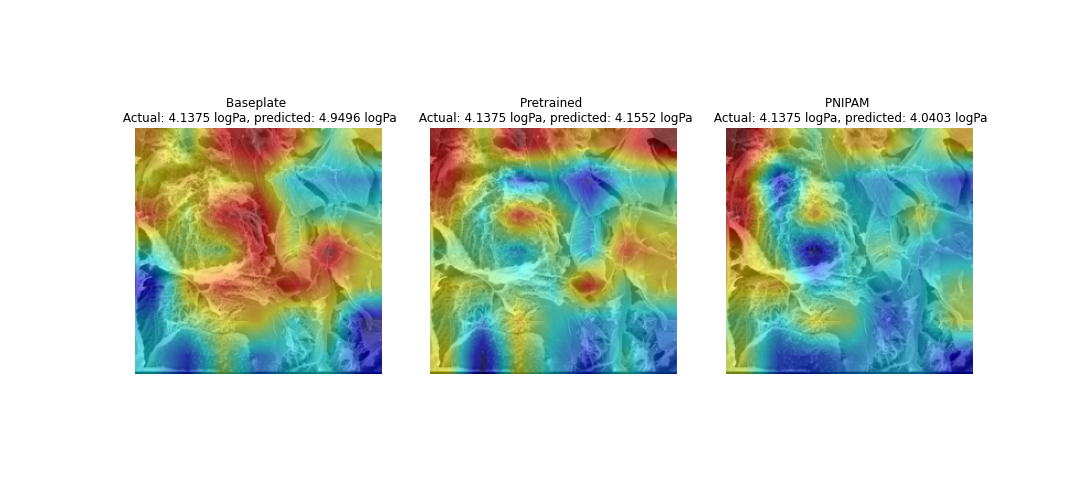 Baseplate
Actual: 4.1375 logPa, predicted: 4.9496 logPa
Pretrained
Actual: 4.1375 logPa, predicted: 4.1552 logPa
PNIPAM
Actual: 4.1375 logPa, predicted: 4.0403 logPa